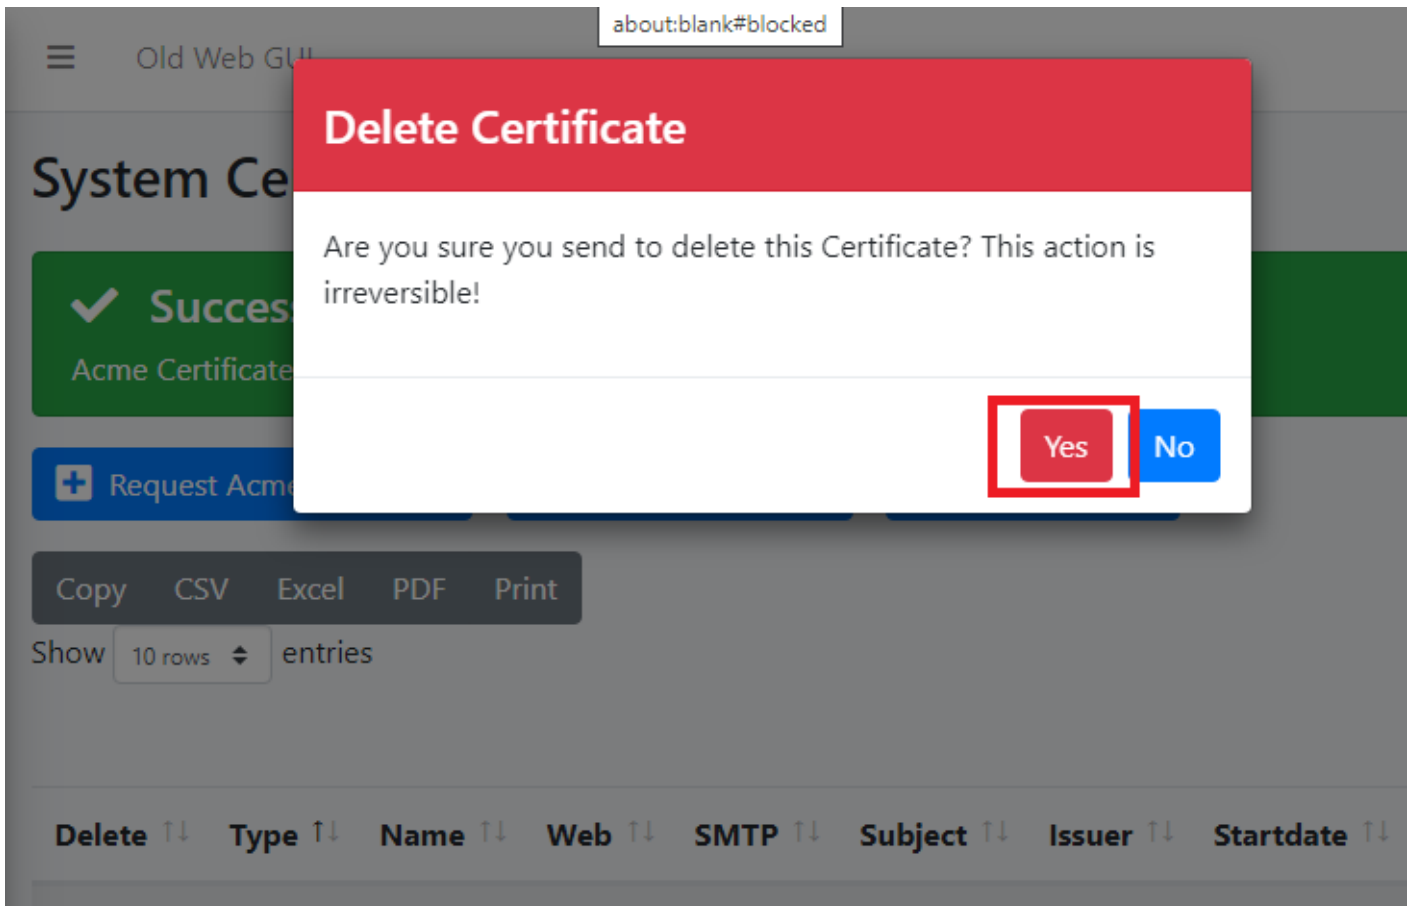 about:blank#blocked
Old Web GUI
Delete Certificate
System Ce
Are you sure you send to delete this Certificate? This action is
irreversible!
Success
Acme Certificate
Yes No
Request Acme
Copy CSV Excel PDF Print
Show 10 rows entries
Delete Type Name Web SMTP Subject Issuer Startdate